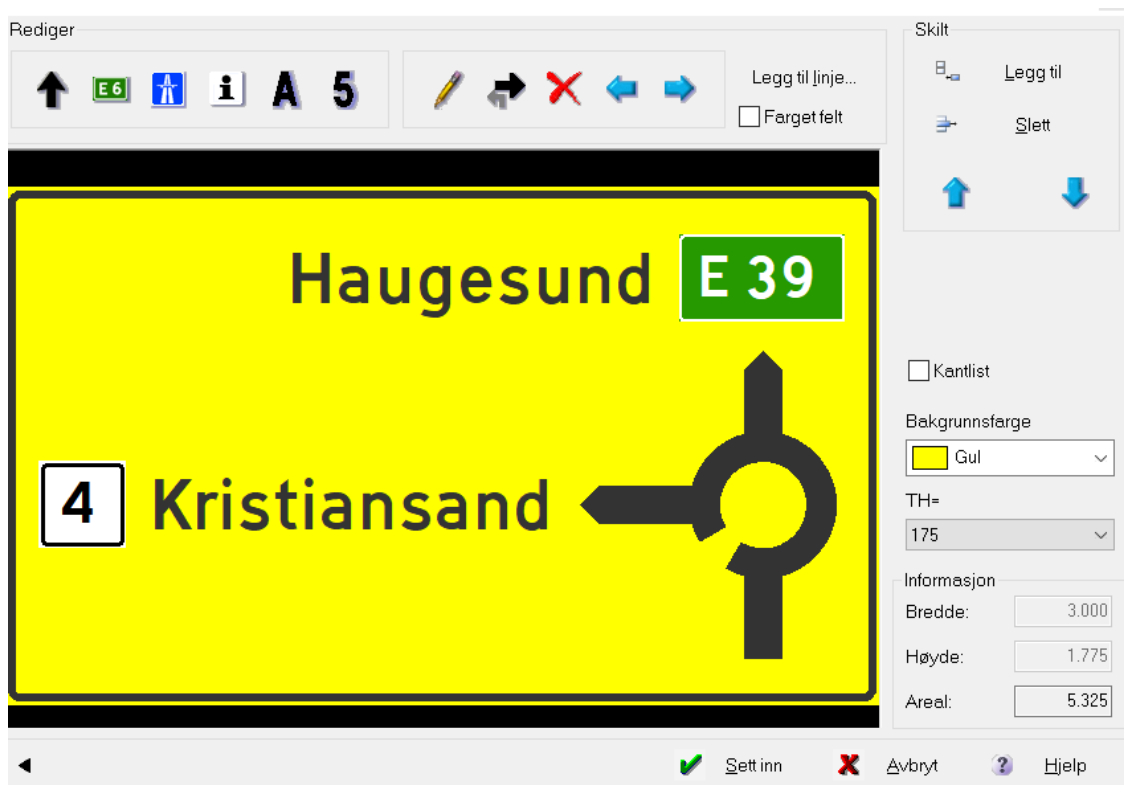 Rediger
E 6 i A 5
Legg til linje...
Farget felt
Skilt
Legg til
Slett
Haugesund E 39
4 Kristiansand
Kantlist
Bakgrunnsfarge
Gul
TH=
175
Informasjon
Bredde: 3.000
Høyde: 1.775
Areal: 5.325
Sett inn Avbryt ? Hjelp